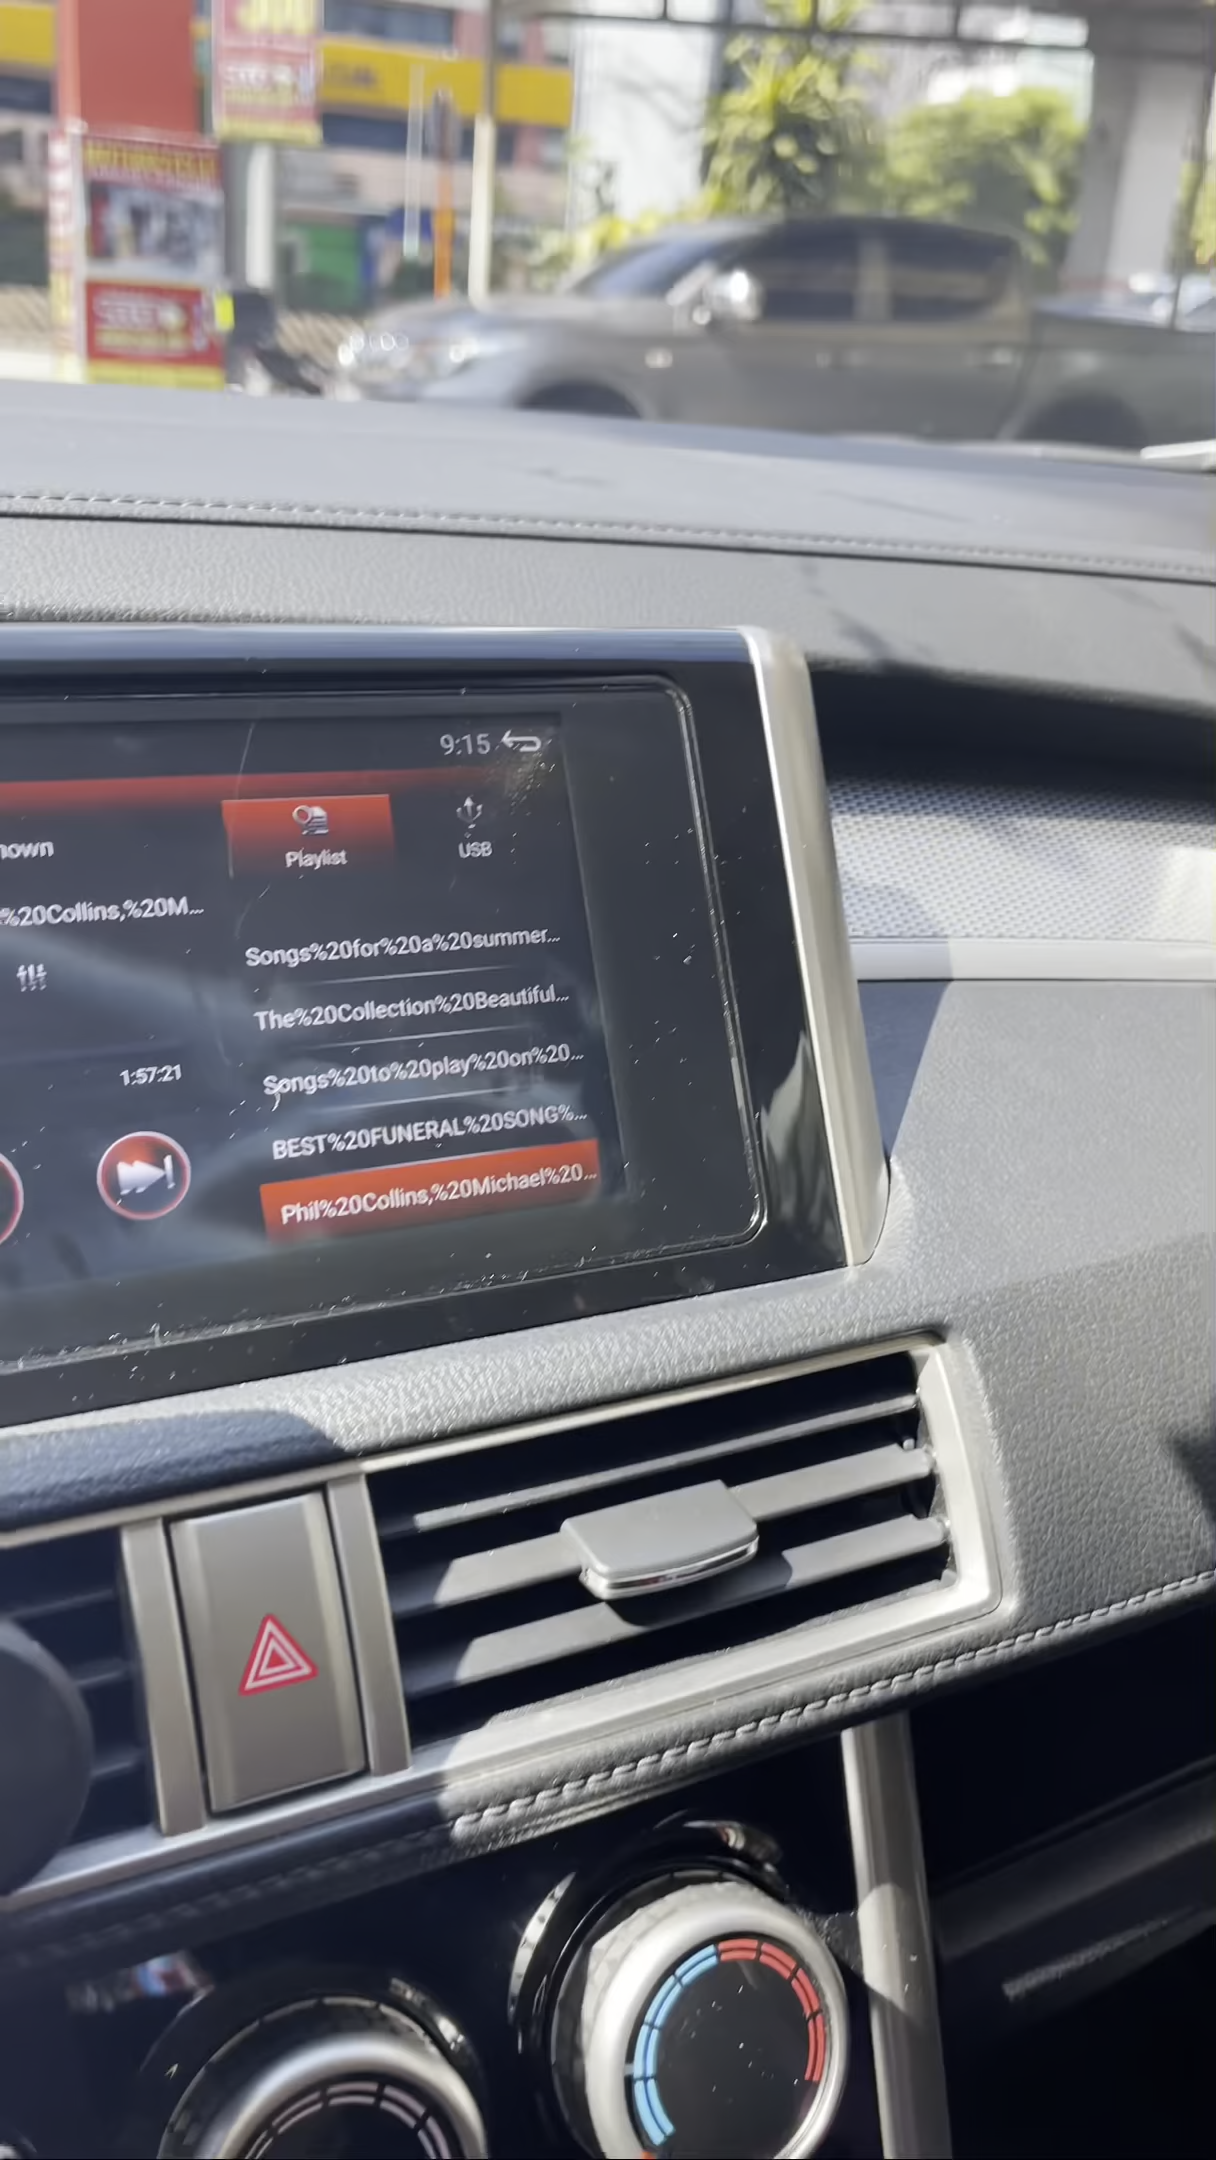 9:15
nown
Playlist
USB
%20Collins,%20M...
Songs%20for%20a%20summer...
The%20Collection%20Beautiful...
Songs%20to%20play%20on%20...
1:57:21
BEST%20FUNERAL%20SONG%...
Phil%20Collins,%20Michael%20...